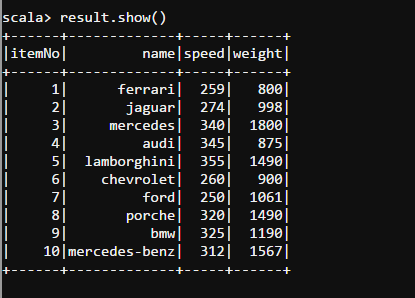 scala> result.show()
+------+-------------+-----+------+
|itemNo|         name|speed|weight|
+------+-------------+-----+------+
|     1|      ferrari|  259|   800|
|     2|       jaguar|  274|   998|
|     3|     mercedes|  340|  1800|
|     4|         audi|  345|   875|
|     5|  lamborghini|  355|  1490|
|     6|    chevrolet|  260|   900|
|     7|         ford|  250|  1061|
|     8|      porche|  320|  1490|
|     9|          bmw|  325|  1190|
|    10|mercedes-benz|  312|  1567|
+------+-------------+-----+------+